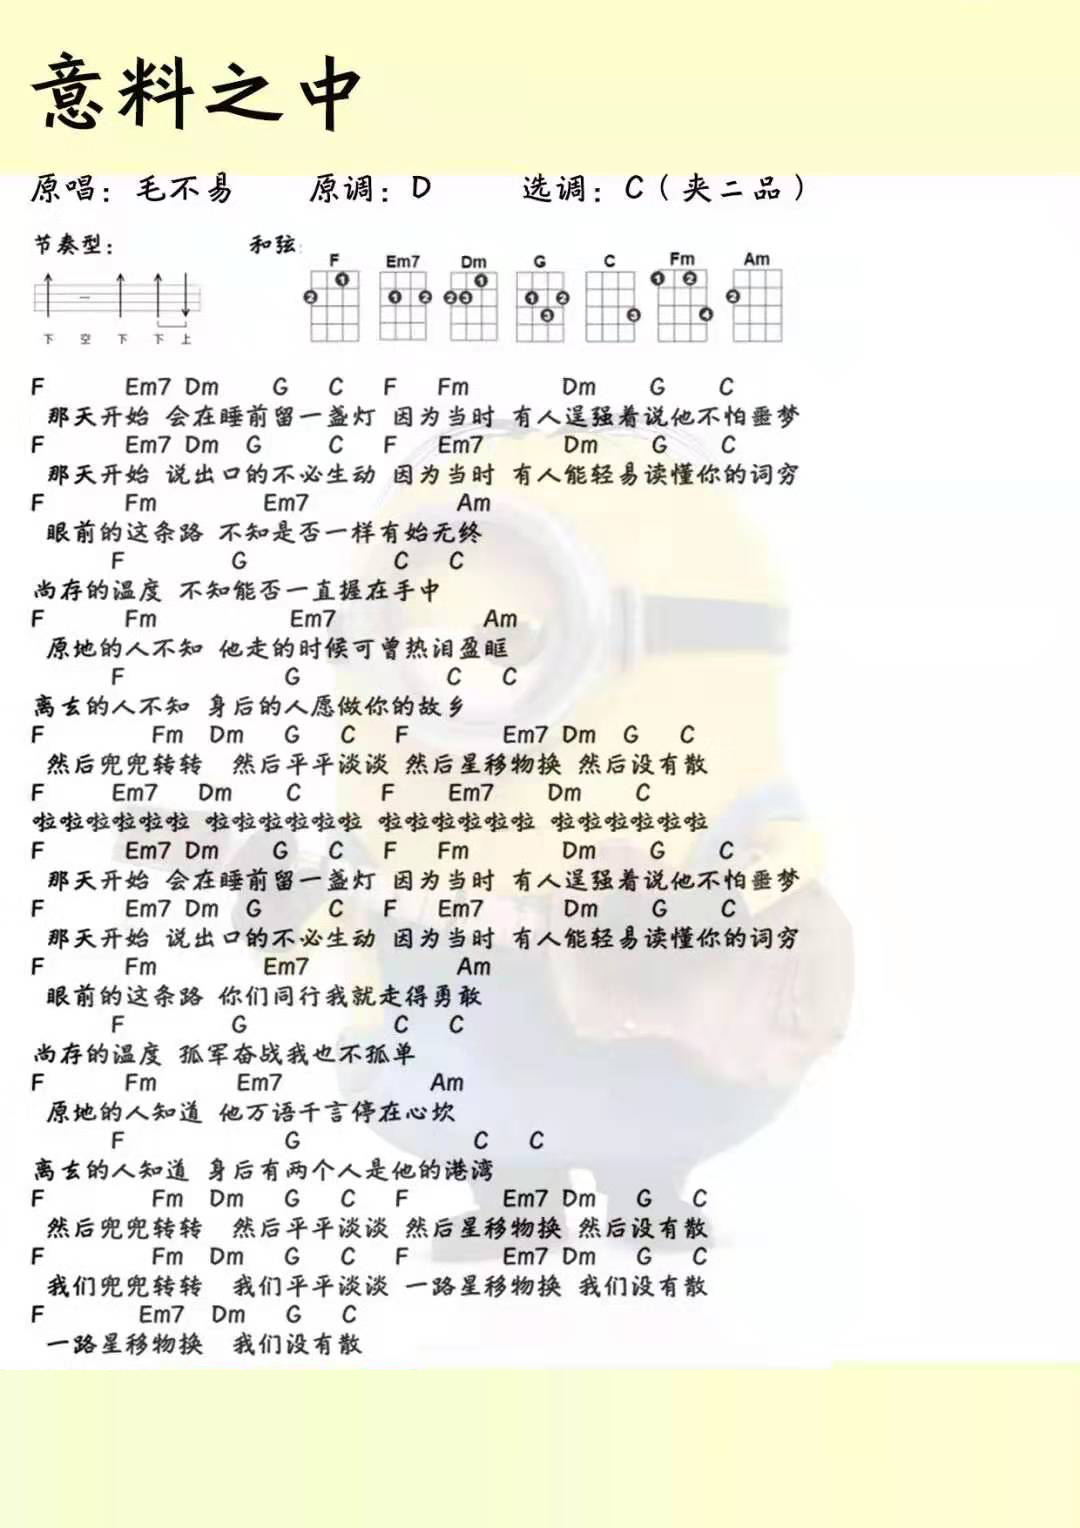 意料之中
原唱：毛不易 原调：D 选调：C（夹二品）
节奏型： 和弦：
F Em7 Dm G C Fm Am
下 空 下 下 上
F Em7 Dm G C F Fm Dm G C
那天开始 会在睡前留一盏灯 因为当时 有人逞强着说他不怕噩梦
F Em7 Dm G C F Em7 Dm G C
那天开始 说出口的不必生动 因为当时 有人能轻易读懂你的词穷
F Fm Em7 Am
眼前的这条路 不知是否一样有始无终
F G C C
尚存的温度 不知能否一直握在手中
F Fm Em7 Am
原地的人不知 他走的时候可曾热泪盈眶
F G C C
离去的人不知 身后的人愿做你的故乡
F Fm Dm G C F Em7 Dm G C
然后兜兜转转 然后平平淡淡 然后星移物换 然后没有散
F Em7 Dm C F Em7 Dm C
啦啦啦啦啦啦 啦啦啦啦啦啦 啦啦啦啦啦啦 啦啦啦啦啦啦
F Em7 Dm G C F Fm Dm G C
那天开始 会在睡前留一盏灯 因为当时 有人逞强着说他不怕噩梦
F Em7 Dm G C F Em7 Dm G C
那天开始 说出口的不必生动 因为当时 有人能轻易读懂你的词穷
F Fm Em7 Am
眼前的这条路 你们同行我就走得勇敢
F G C C
尚存的温度 孤军奋战我也不孤单
F Fm Em7 Am
原地的人知道 他万语千言停在心坎
F G C C
离去的人知道 身后有两个人是他的港湾
F Fm Dm G C F Em7 Dm G C
然后兜兜转转 然后平平淡淡 然后星移物换 然后没有散
F Fm Dm G C F Em7 Dm G C
我们兜兜转转 我们平平淡淡 一路星移物换 我们没有散
F Em7 Dm G C
一路星移物换 我们没有散